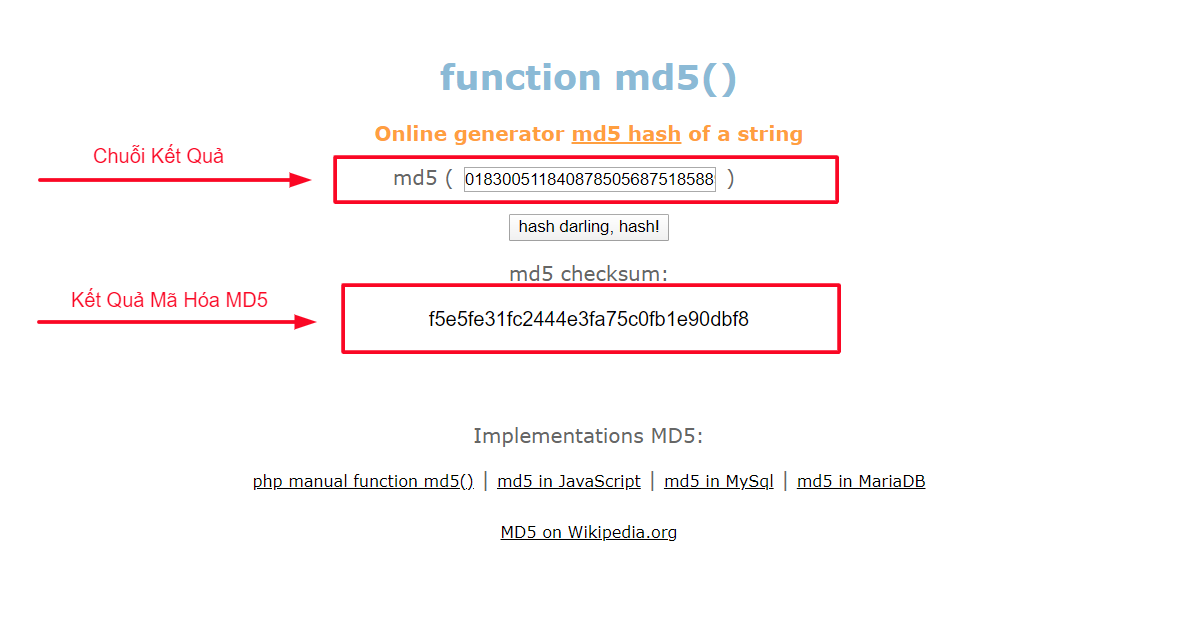 function md5()
Online generator md5 hash of a string
Chuỗi Kết Quả
md5 ( 018300511840878505687518588 )
hash darling, hash!
md5 checksum:
Kết Quả Mã Hóa MD5
f5e5fe31fc2444e3fa75c0fb1e90dbf8
Implementations MD5:
php manual function md5() | md5 in JavaScript | md5 in MySql | md5 in MariaDB
MD5 on Wikipedia.org